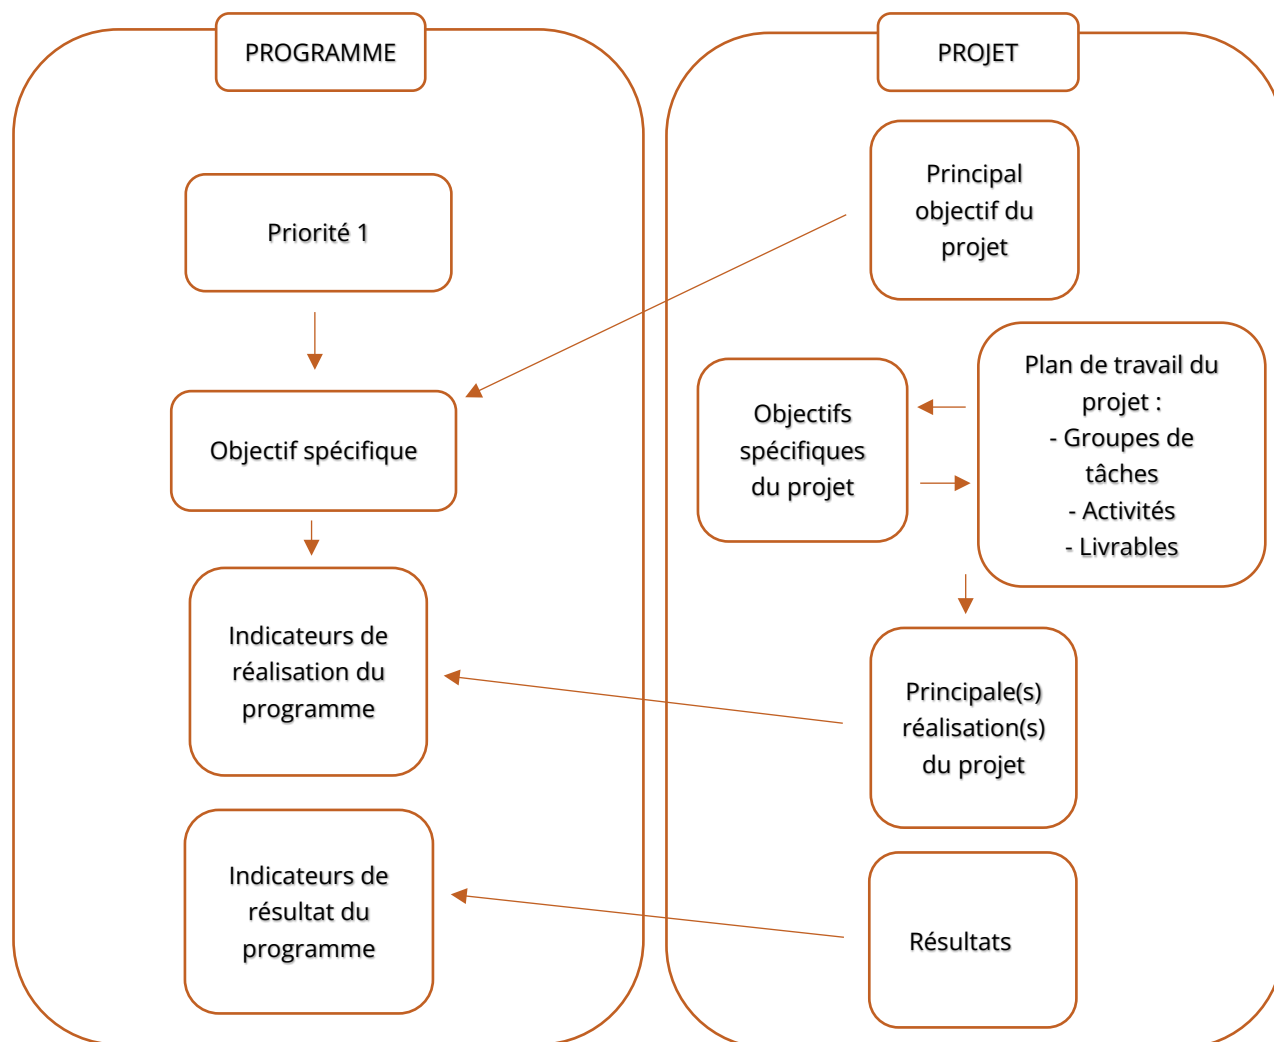 PROGRAMME
Priorité 1
Objectif spécifique
Indicateurs de
réalisation du
programme
Indicateurs de
résultat du
programme
PROJET
Principal
objectif du
projet
Objectifs
spécifiques
du projet
Plan de travail du
projet :
- Groupes de
tâches
- Activités
- Livrables
Principale(s)
réalisation(s)
du projet
Résultats